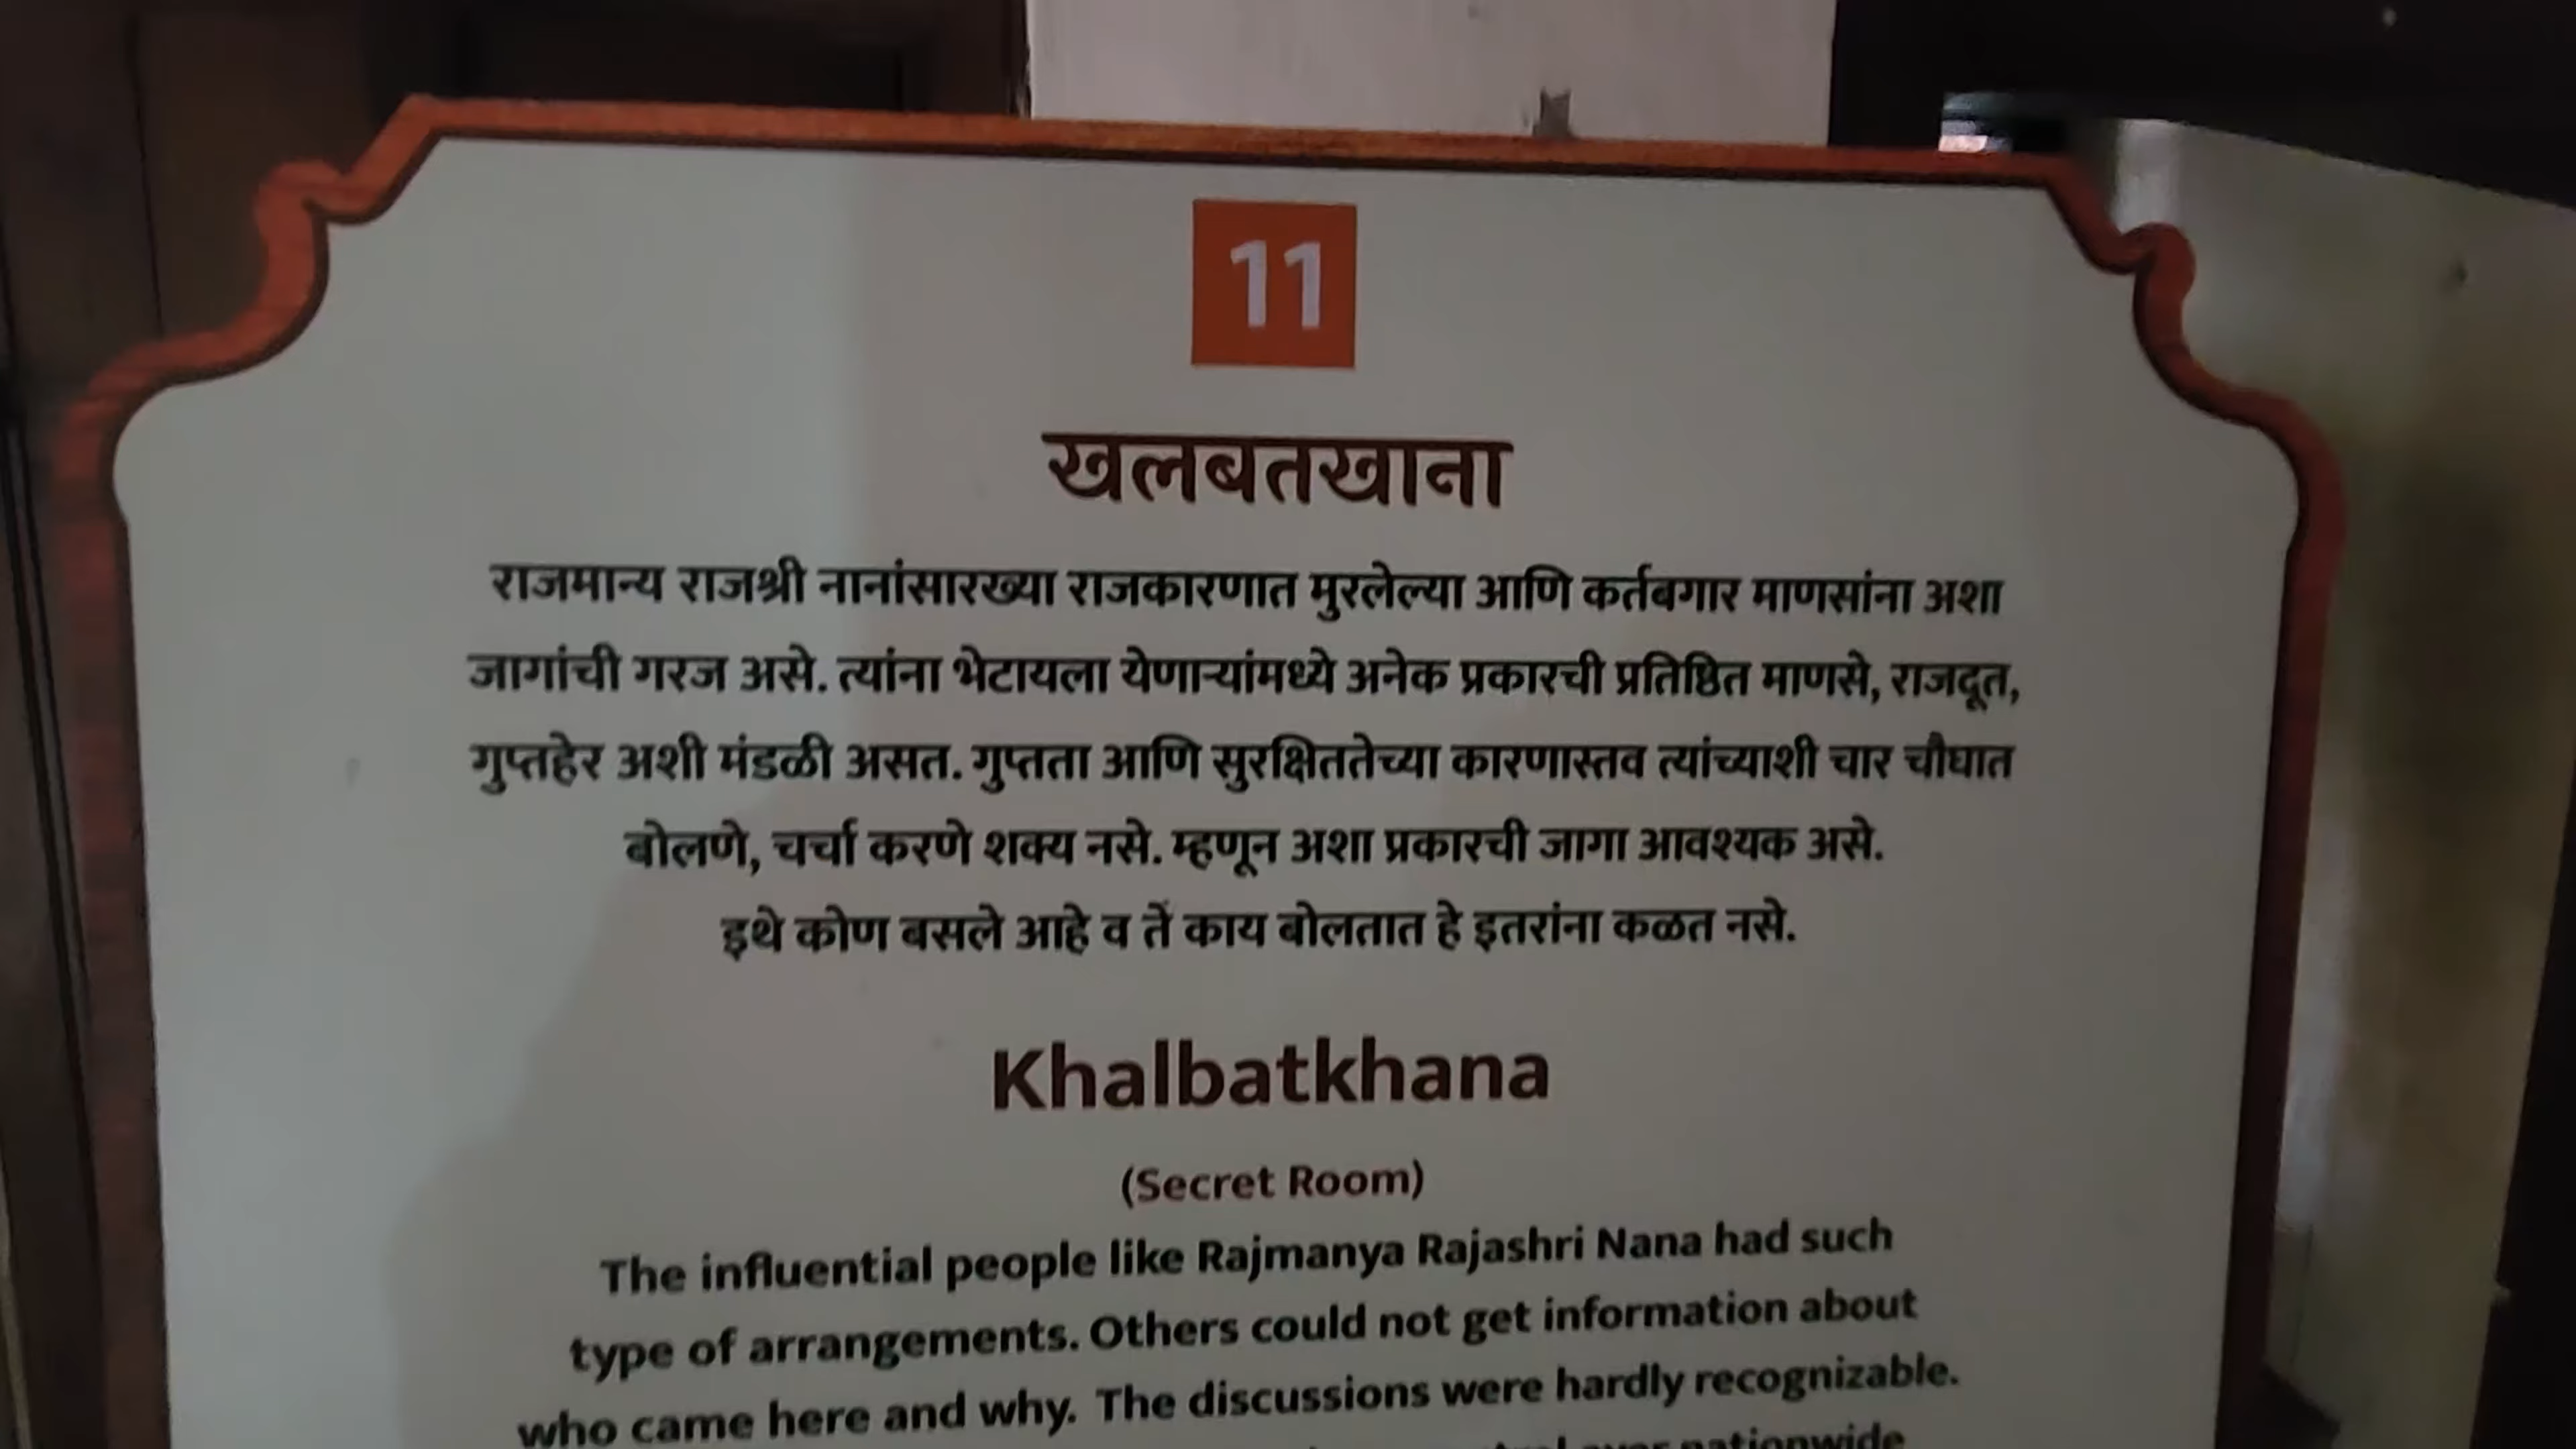 11
खलबतखाना
राजमान्य राजश्री नानांसारख्या राजकारणात मुरलेल्या आणि कर्तबगार माणसांना अशा
जागांची गरज असे. त्यांना भेटायला येणाऱ्यांमध्ये अनेक प्रकारची प्रतिष्ठित माणसे, राजदूत,
गुप्तहेर अशी मंडळी असत. गुप्तता आणि सुरक्षिततेच्या कारणास्तव त्यांच्याशी चार चौघात
बोलणे, चर्चा करणे शक्य नसे. म्हणून अशा प्रकारची जागा आवश्यक असे.
इथे कोण बसले आहे व ते काय बोलतात हे इतरांना कळत नसे.
Khalbatkhana
(Secret Room)
The influential people like Rajmanya Rajashri Nana had such
type of arrangements. Others could not get information about
who came here and why. The discussions were hardly recognizable.
nationwide